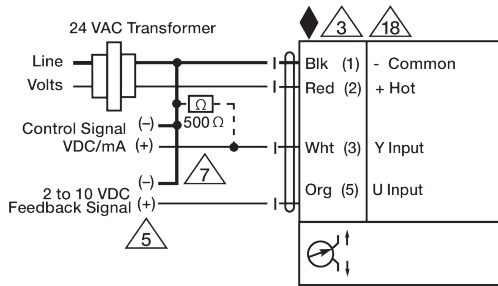 24 VAC Transformer
3 18
Line
Blk (1) - Common
Volts
Red (2) + Hot
Ω
500 Ω
Control Signal (–)
VDC/mA (+)
Wht (3) Y Input
7
(–)
2 to 10 VDC
Feedback Signal (+)
Org (5) U Input
5